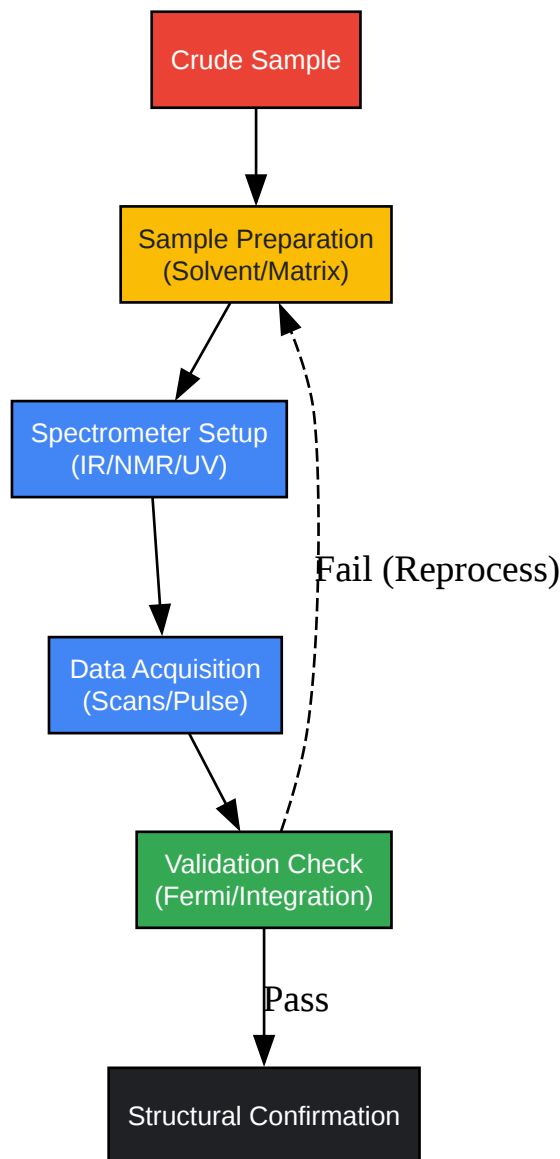 Crude Sample
Sample Preparation
(Solvent/Matrix)
Spectrometer Setup
(IR/NMR/UV)
Fail (Reprocess)
Data Acquisition
(Scans/Pulse)
Validation Check
(Fermi/Integration)
Pass
Structural Confirmation